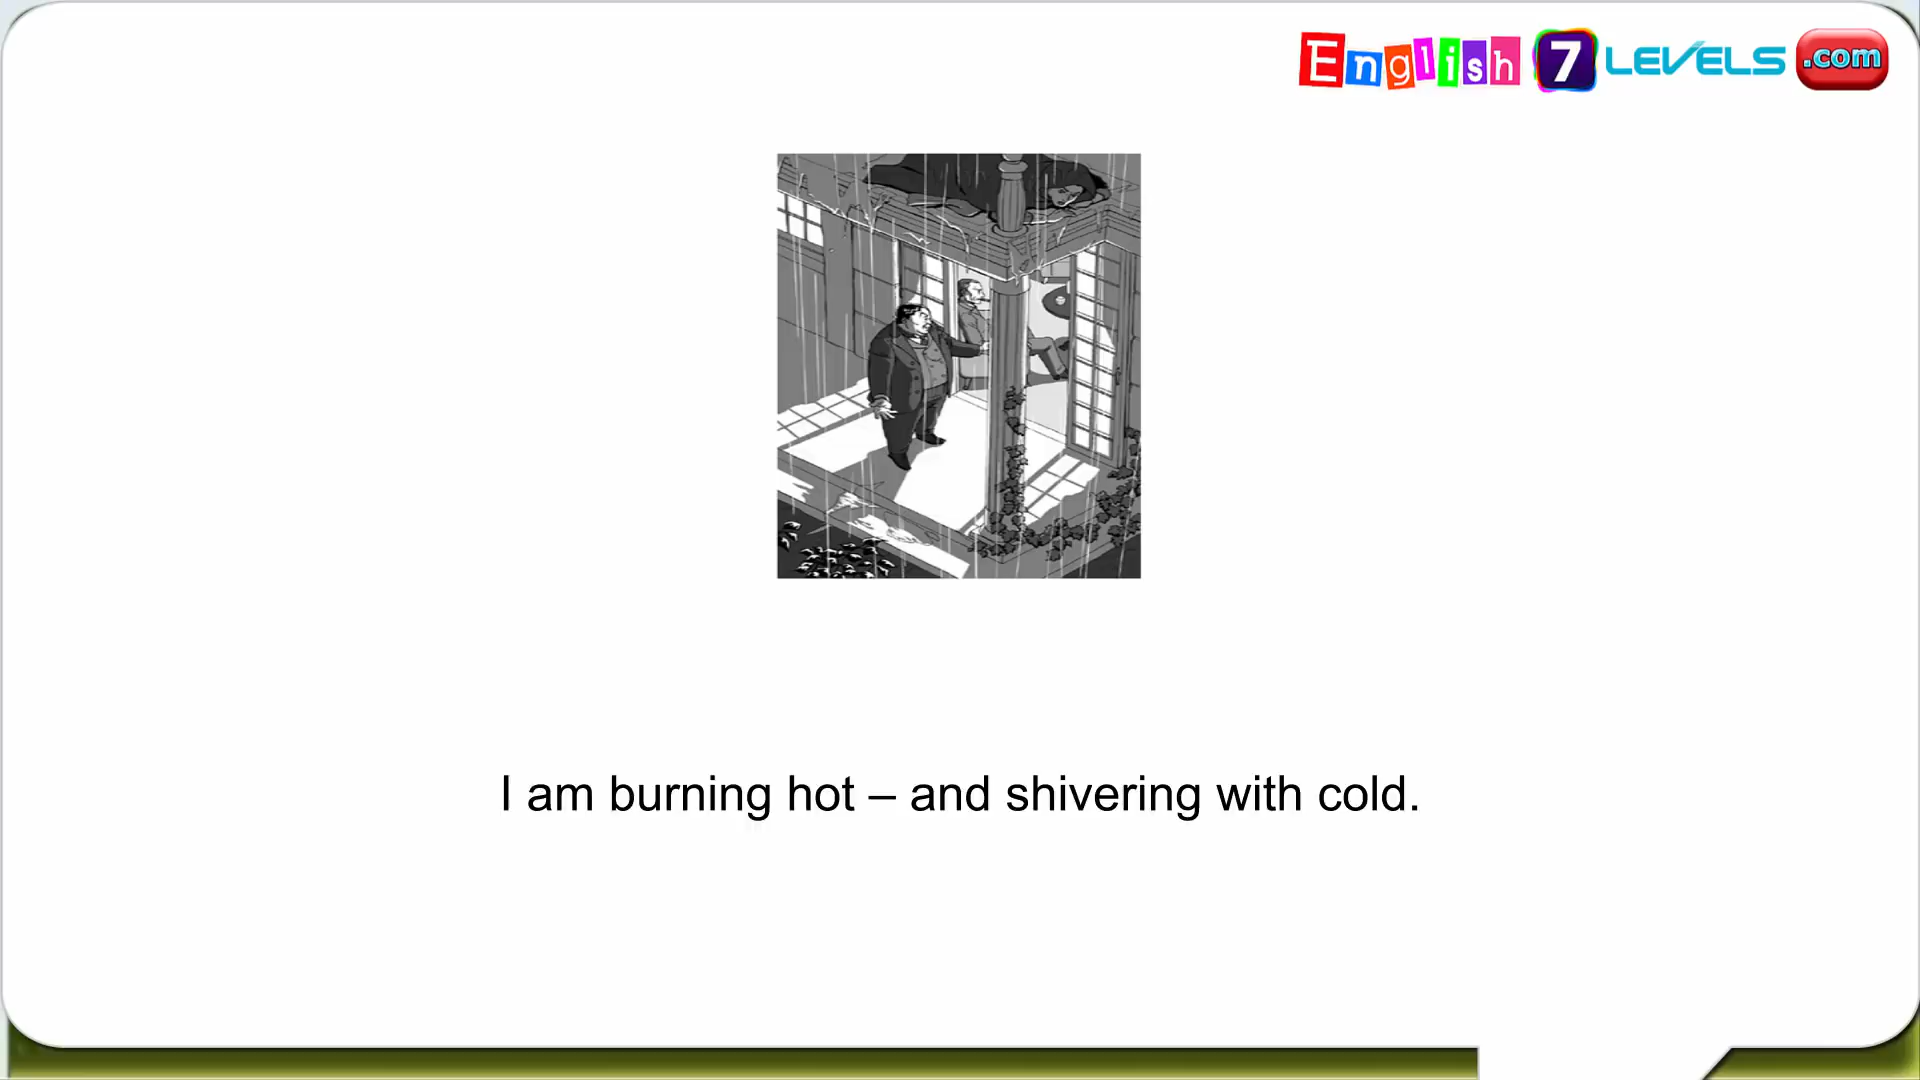 English 7 LEVELS .com
I am burning hot – and shivering with cold.